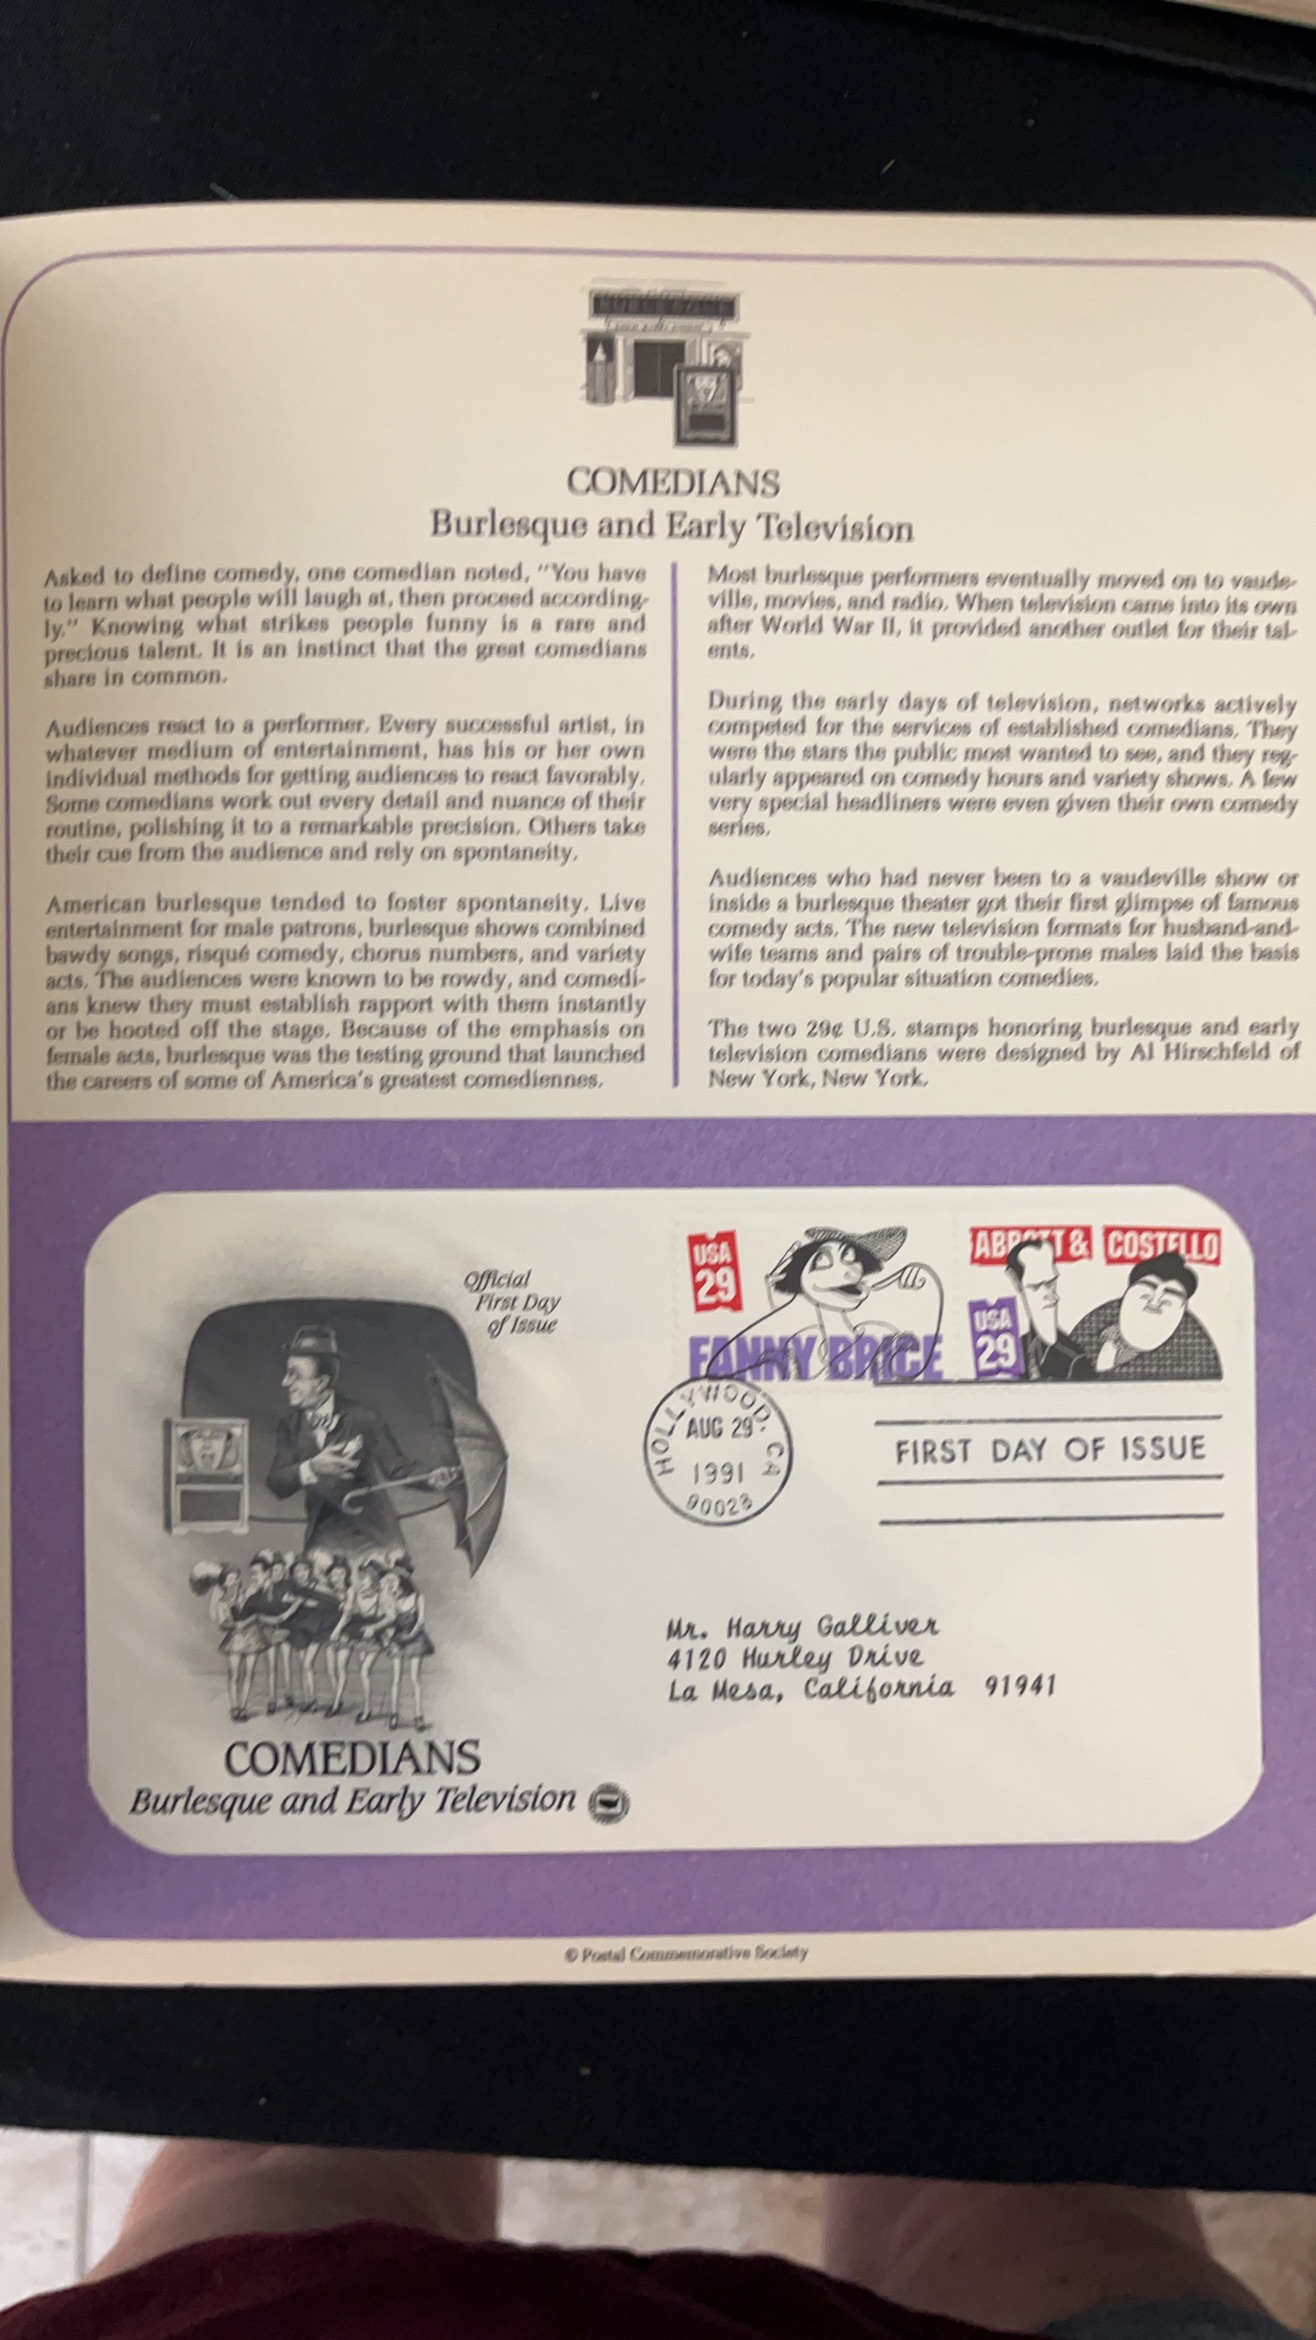 COMEDIANS
Burlesque and Early Television
Asked to define comedy, one comedian noted, "You have
to learn what people will laugh at, then proceed according-
ly." Knowing what strikes people funny is a rare and
precious talent. It is an instinct that the great comedians
share in common.
Audiences react to a performer. Every successful artist, in
whatever medium of entertainment, has his or her own
individual methods for getting audiences to react favorably.
Some comedians work out every detail and nuance of their
routine, polishing it to a remarkable precision. Others take
their cue from the audience and rely on spontaneity.
American burlesque tended to foster spontaneity. Live
entertainment for male patrons, burlesque shows combined
bawdy songs, risqué comedy, chorus numbers, and variety
acts. The audiences were known to be rowdy, and comedi-
ans knew they must establish rapport with them instantly
or be hooted off the stage. Because of the emphasis on
female acts, burlesque was the testing ground that launched
the careers of some of America's greatest comediennes.
Most burlesque performers eventually moved on to vaude-
ville, movies, and radio. When television came into its own
after World War II, it provided another outlet for their tal-
ents.
During the early days of television, networks actively
competed for the services of established comedians. They
were the stars the public most wanted to see, and they reg-
ularly appeared on comedy hours and variety shows. A few
very special headliners were even given their own comedy
series.
Audiences who had never been to a vaudeville show or
inside a burlesque theater got their first glimpse of famous
comedy acts. The new television formats for husband-and-
wife teams and pairs of trouble-prone males laid the basis
for today's popular situation comedies.
The two 29¢ U.S. stamps honoring burlesque and early
television comedians were designed by Al Hirschfeld of
New York, New York.
Official
First Day
of Issue
USA
29
FANNY BRICE
ABBOTT & COSTELLO
USA
29
HOLLYWOOD, CA
AUG 29
1991
90028
FIRST DAY OF ISSUE
Mr. Harry Galliver
4120 Hurley Drive
La Mesa, California 91941
COMEDIANS
Burlesque and Early Television
© Postal Commemorative Society